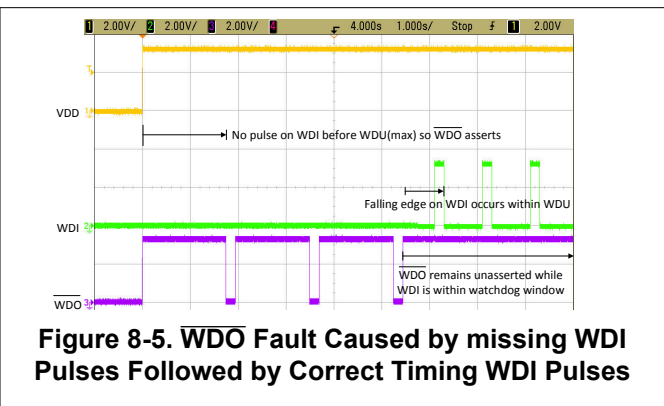 1 2.00V/ 2 2.00V/ 3 2.00V/ 4 4.000s 1.000s/ Stop 1 2.00V
T
VDD 1
No pulse on WDI before WDU(max) so WDO asserts
Falling edge on WDI occurs within WDU
WDI 2
WDO remains unasserted while
WDI is within watchdog window
WDO 3
Figure 8-5. WDO Fault Caused by missing WDI
Pulses Followed by Correct Timing WDI Pulses